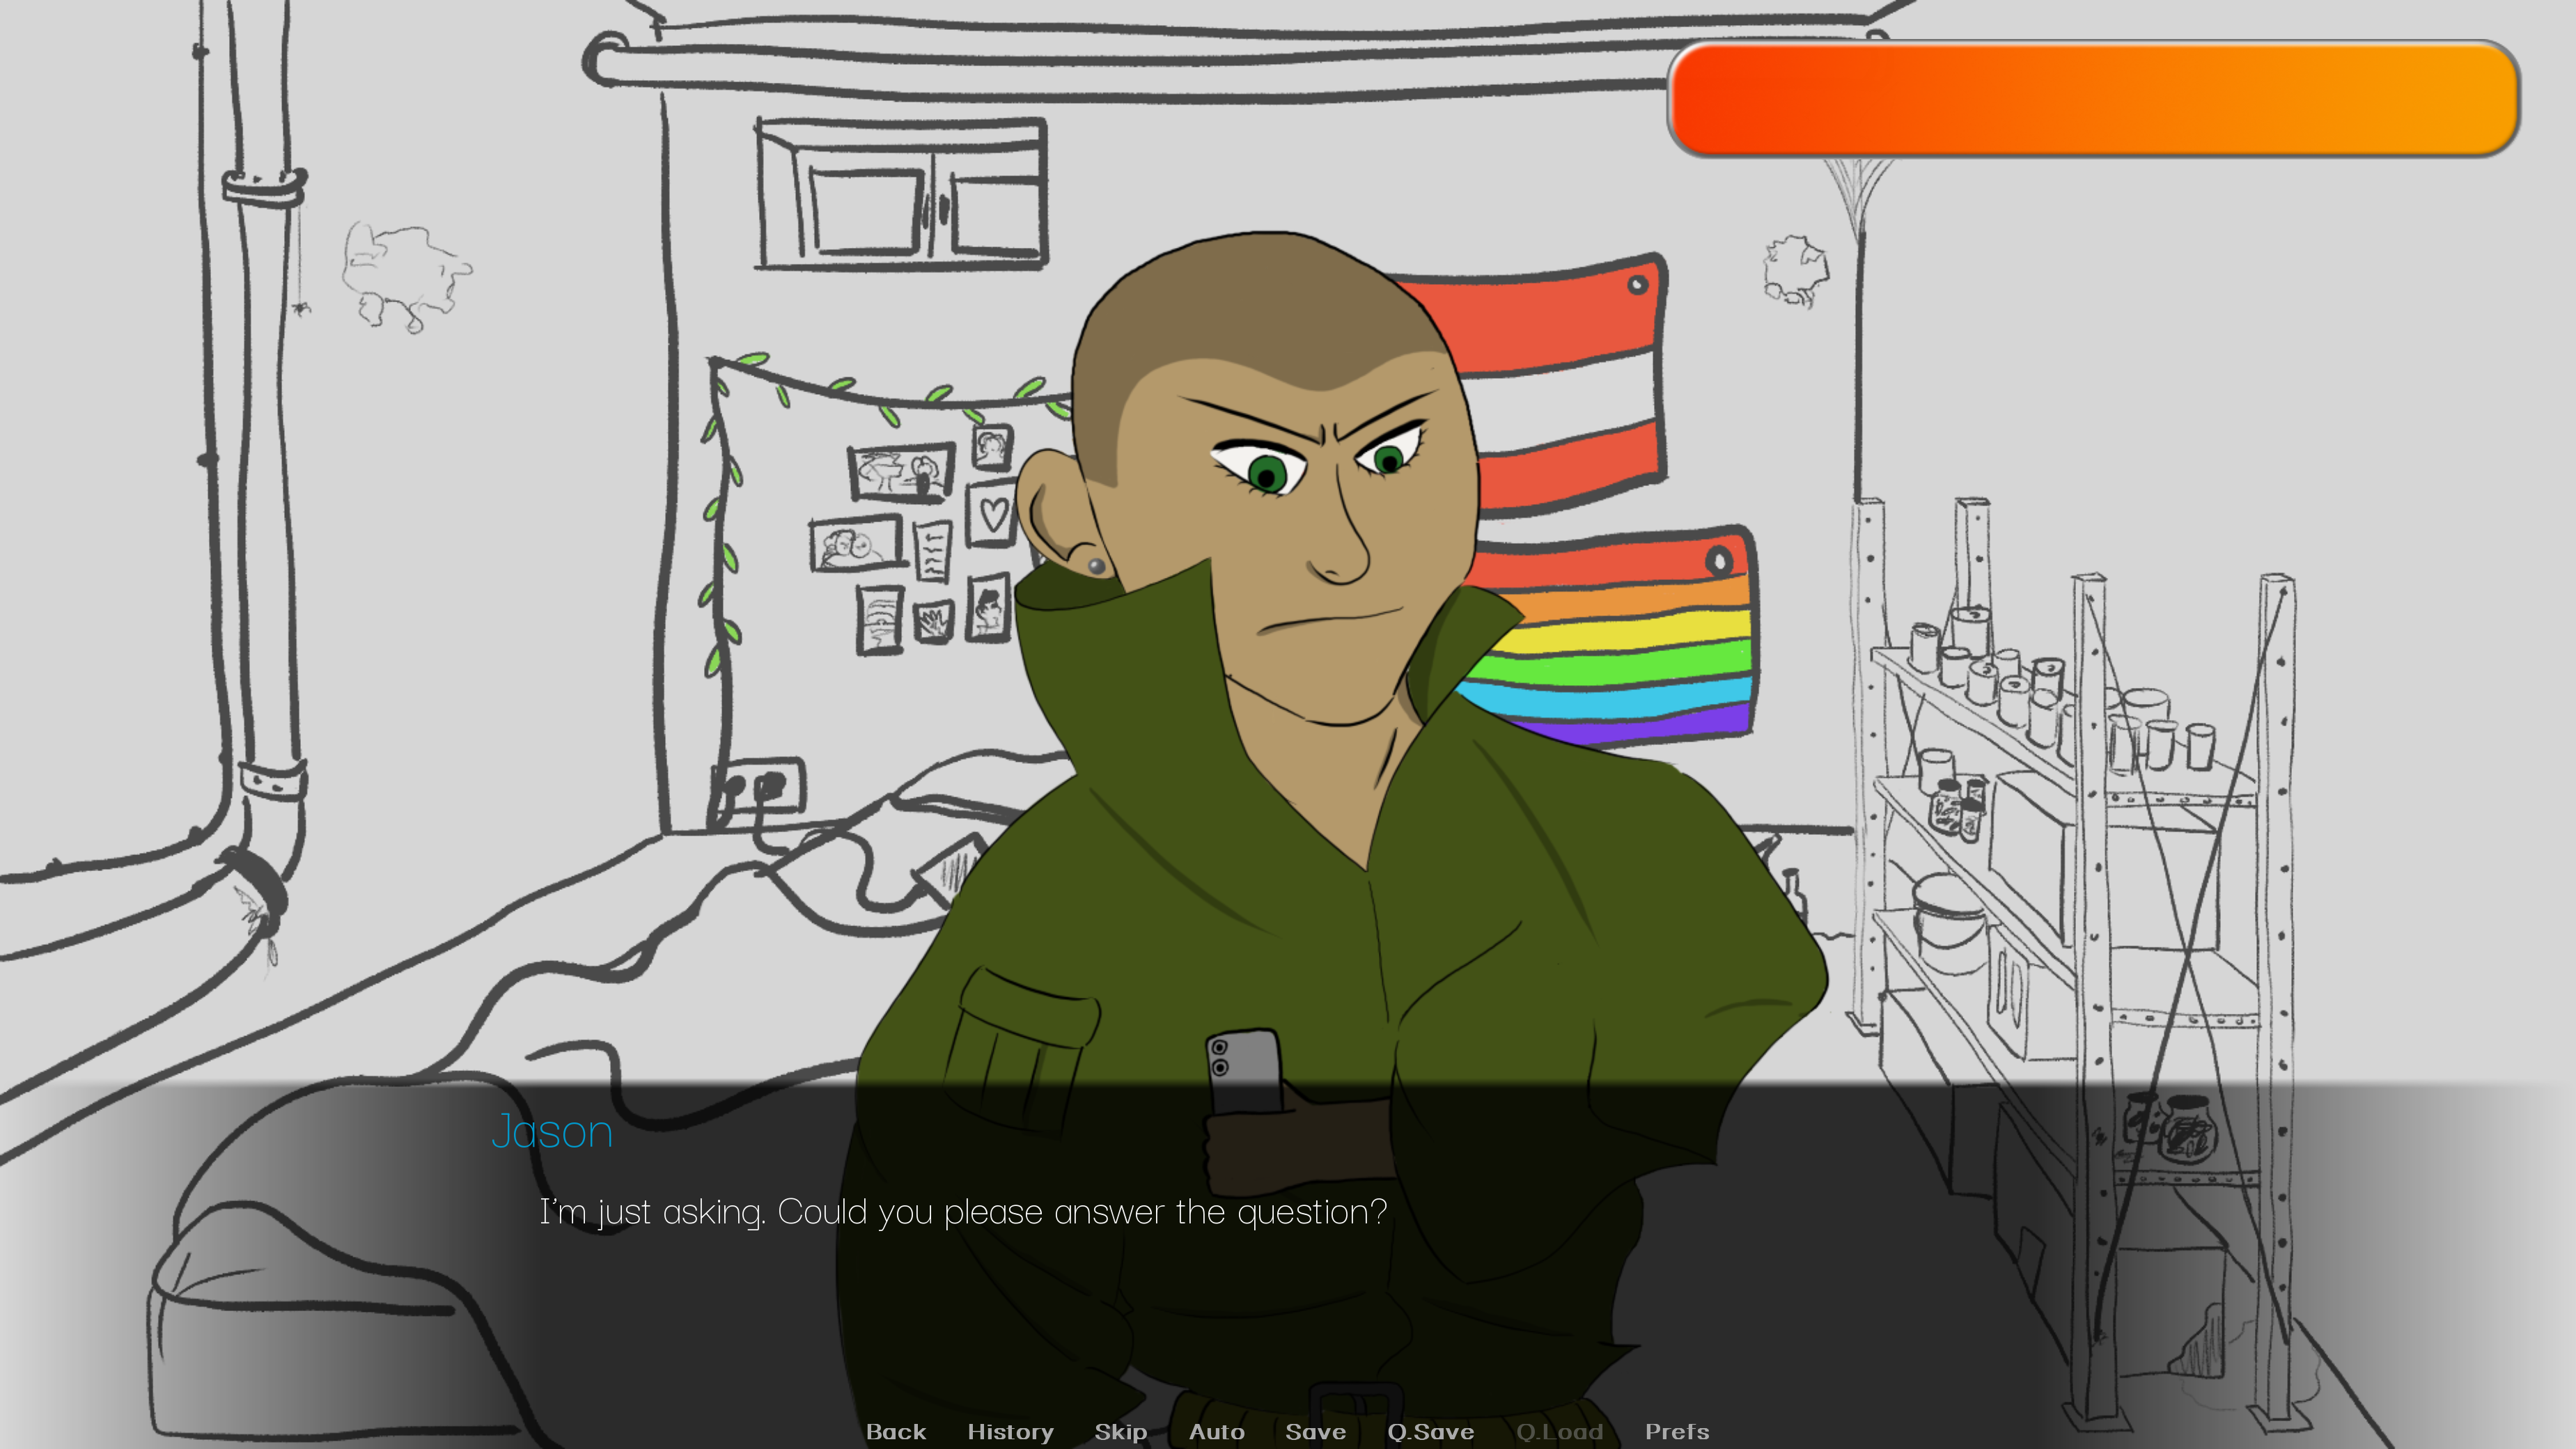 Jason
I'm just asking. Could you please answer the question?
Back History Skip Auto Save Q.Save Q.Load Prefs